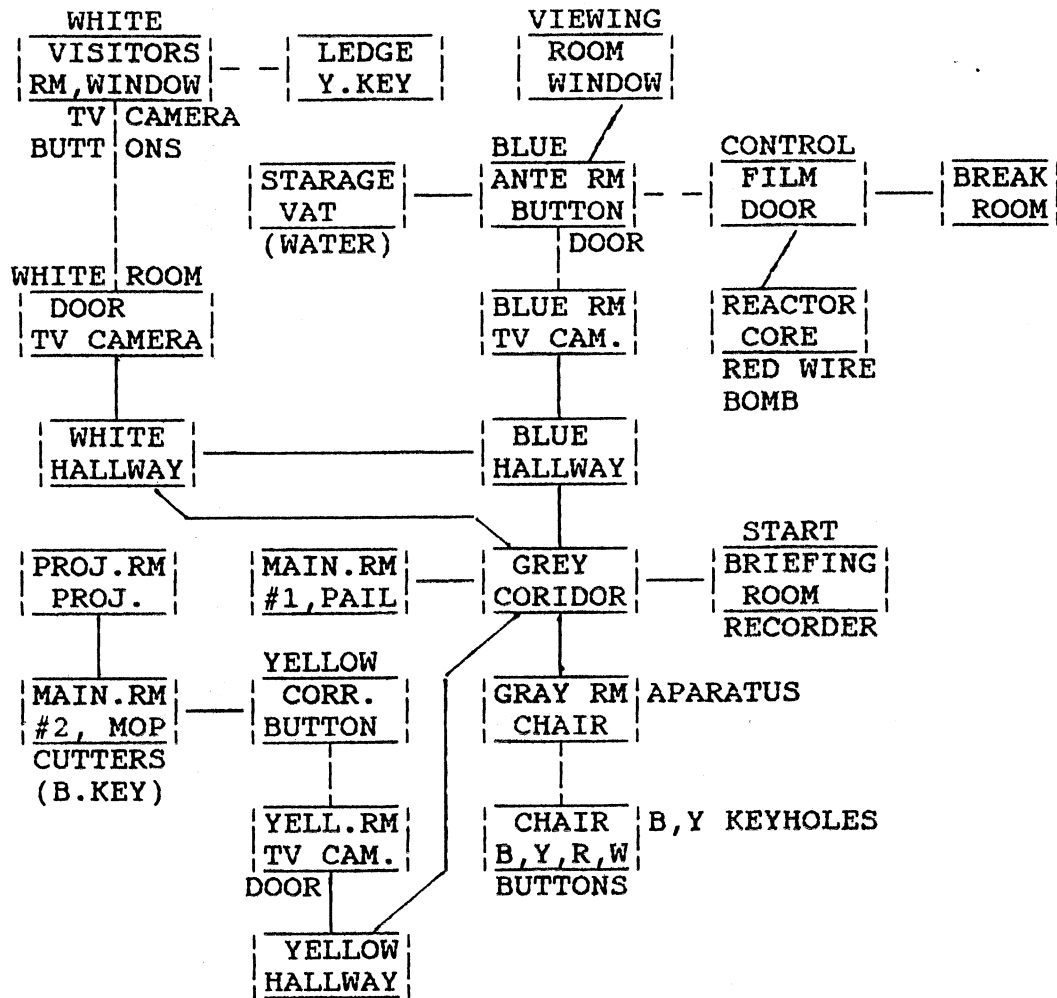 WHITE
VISITORS
RM,WINDOW
TV CAMERA
BUTT ONS
LEDGE
Y.KEY
VIEWING
ROOM
WINDOW
STARAGE
VAT
(WATER)
BLUE
ANTE RM
BUTTON
DOOR
CONTROL
FILM
DOOR
BREAK
ROOM
WHITE ROOM
DOOR
TV CAMERA
BLUE RM
TV CAM.
REACTOR
CORE
RED WIRE
BOMB
WHITE
HALLWAY
BLUE
HALLWAY
PROJ.RM
PROJ.
MAIN.RM
#1,PAIL
GREY
CORIDOR
START
BRIEFING
ROOM
RECORDER
MAIN.RM
#2, MOP
CUTTERS
(B.KEY)
YELLOW
CORR.
BUTTON
GRAY RM
CHAIR
APARATUS
YELL.RM
TV CAM.
DOOR
CHAIR
B,Y,R,W
BUTTONS
B,Y KEYHOLES
YELLOW
HALLWAY